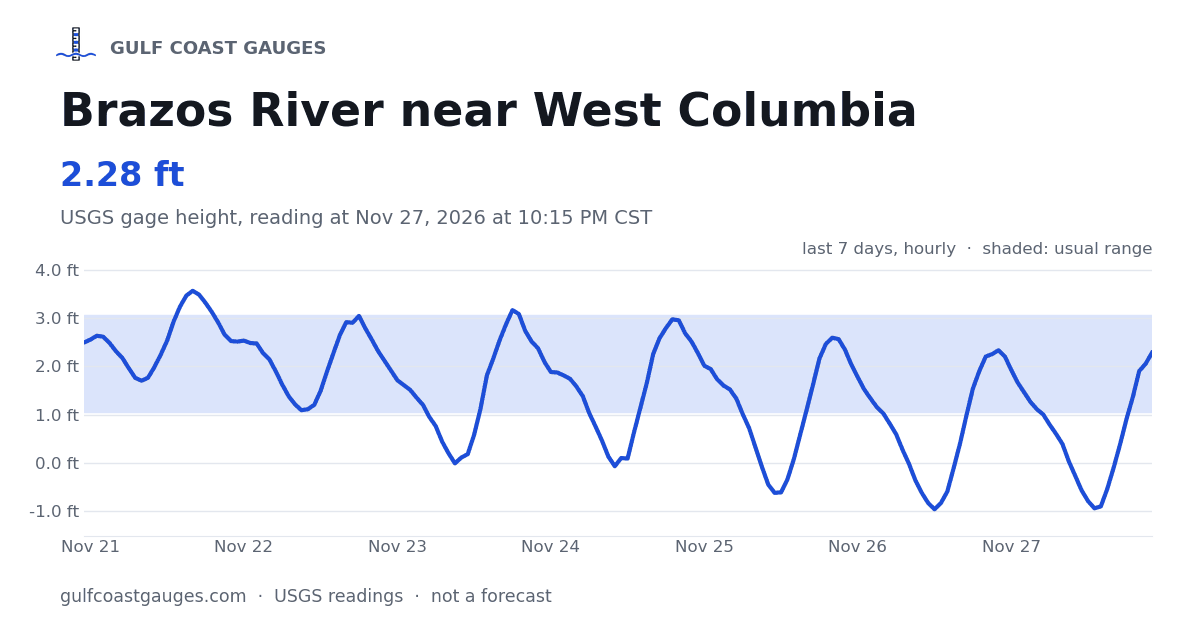 GULF COAST GAUGES
Brazos River near West Columbia
2.28 ft
USGS gage height, reading at Nov 27, 2026 at 10:15 PM CST
last 7 days, hourly · shaded: usual range
4.0 ft
3.0 ft
2.0 ft
1.0 ft
0.0 ft
-1.0 ft
Nov 21 Nov 22 Nov 23 Nov 24 Nov 25 Nov 26 Nov 27
gulfcoastgauges.com · USGS readings · not a forecast